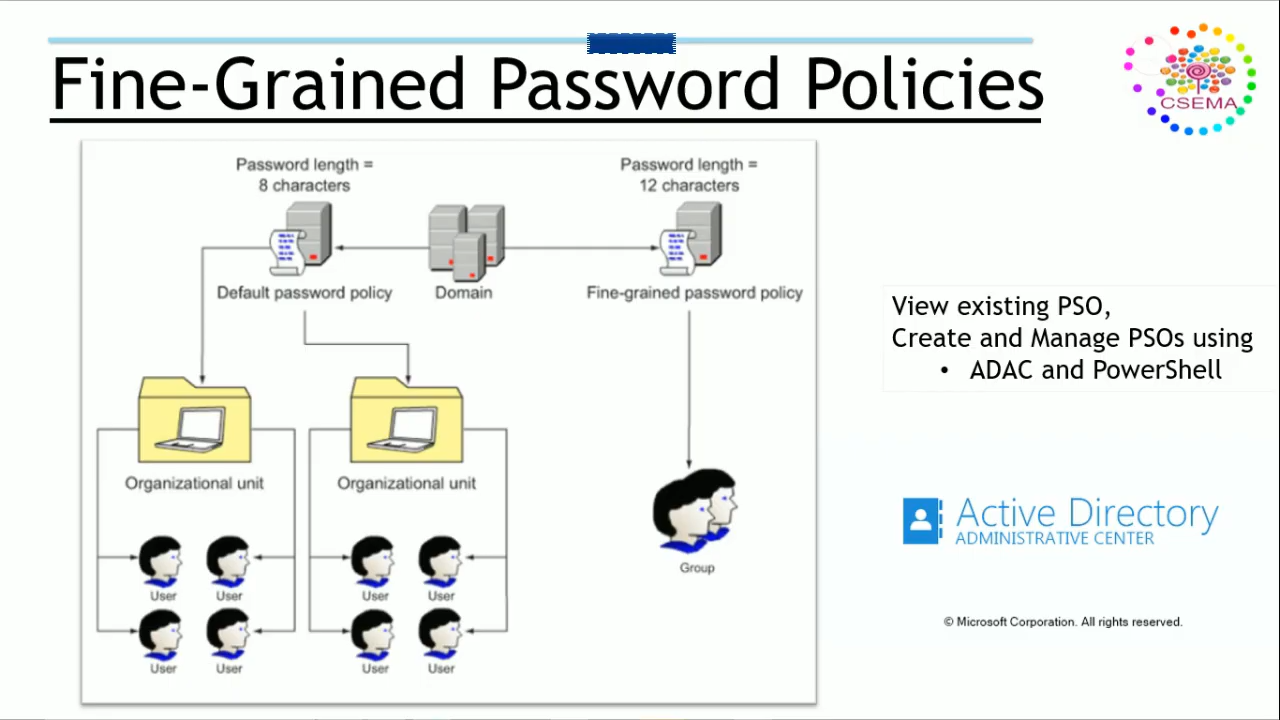 Fine-Grained Password Policies
CSEMA
Password length =
8 characters
Password length =
12 characters
Default password policy
Domain
Fine-grained password policy
View existing PSO,
Create and Manage PSOs using
• ADAC and PowerShell
Organizational unit
Organizational unit
Active Directory
ADMINISTRATIVE CENTER
Group
User
User
User
User
© Microsoft Corporation. All rights reserved.
User
User
User
User